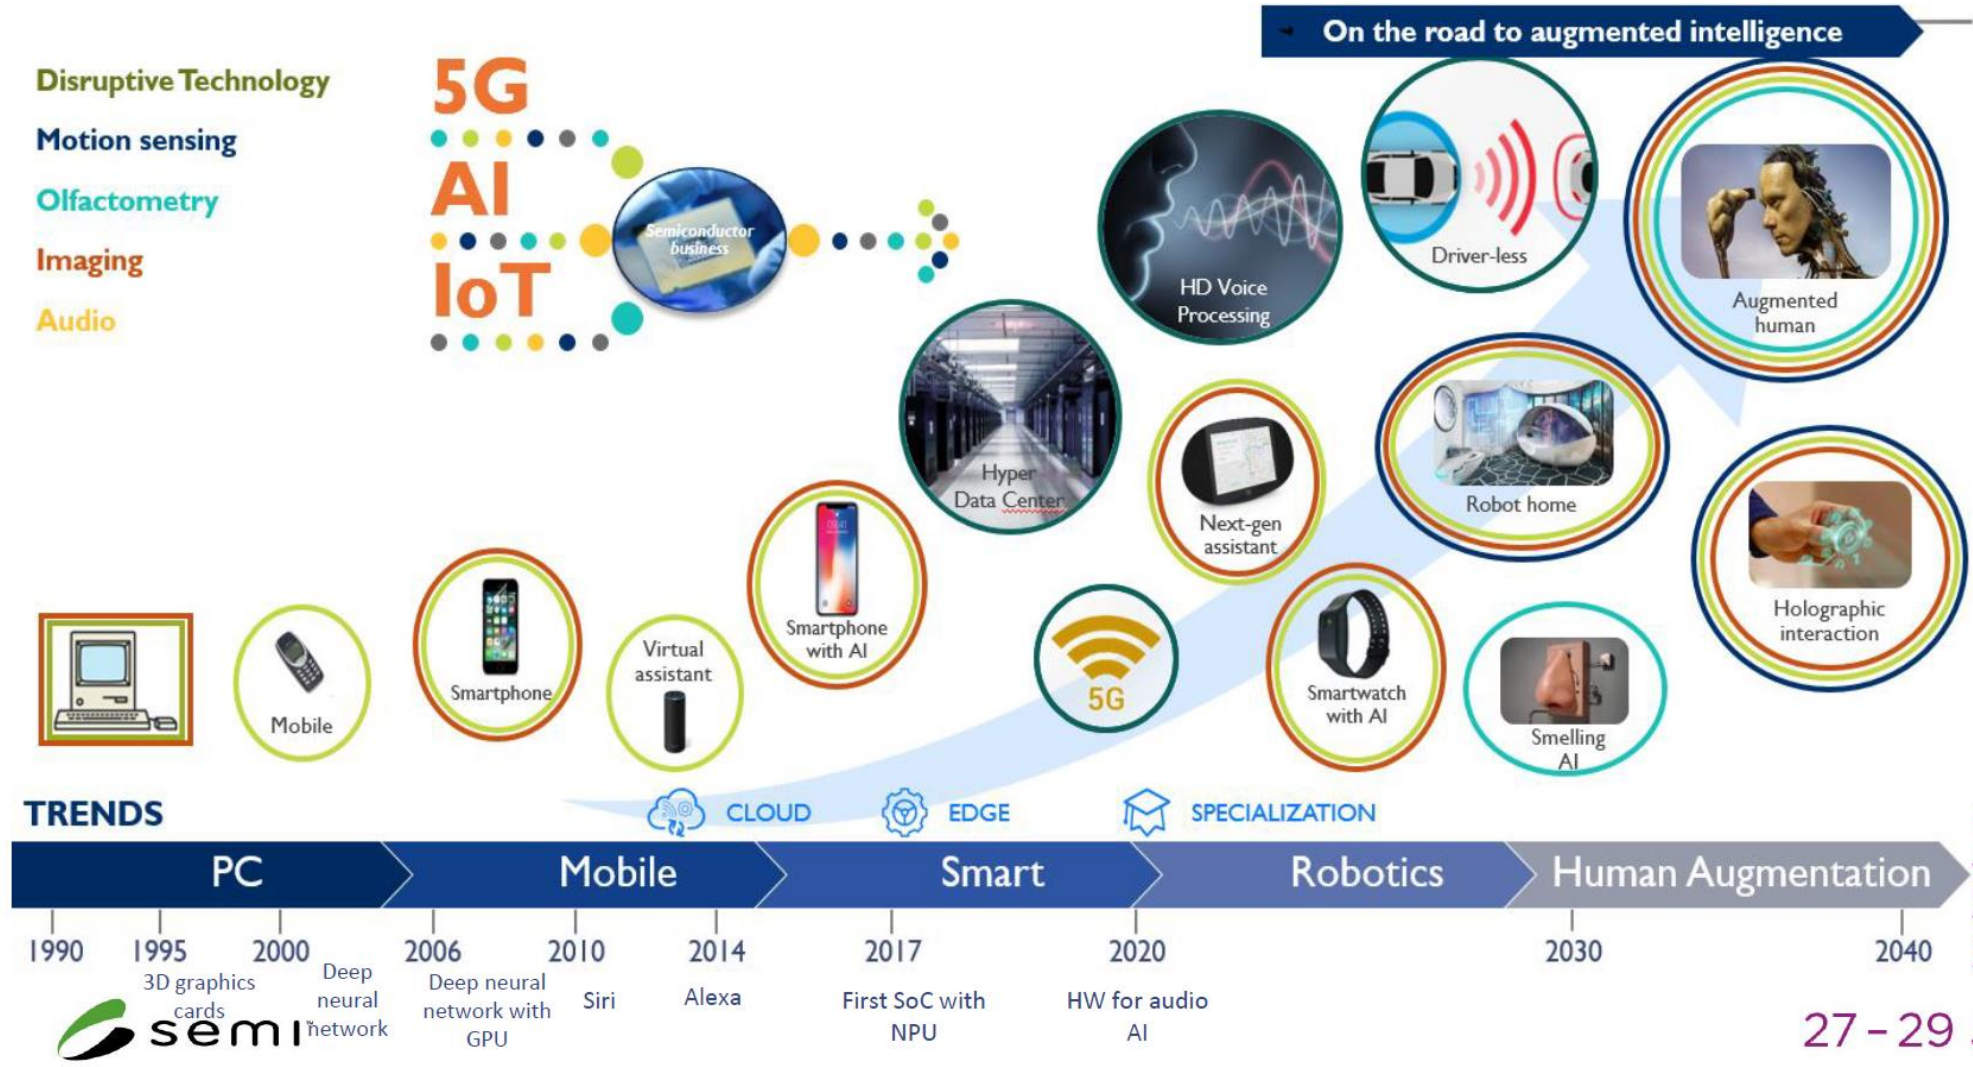 On the road to augmented intelligence
Disruptive Technology
Motion sensing
Olfactometry
Imaging
Audio
5G
AI
IoT
Semiconductor
business
HD Voice
Processing
Driver-less
Augmented
human
Hyper
Data Center
Next-gen
assistant
Robot home
Holographic
interaction
Mobile
Smartphone
Virtual
assistant
Smartphone
with AI
5G
Smartwatch
with AI
Smelling
AI
TRENDS
CLOUD
EDGE
SPECIALIZATION
PC
Mobile
Smart
Robotics
Human Augmentation
1990
1995
2000
2006
2010
2014
2017
2020
2030
2040
3D graphics
cards
Deep
neural
network
Deep neural
network with
GPU
Siri
Alexa
First SoC with
NPU
HW for audio
AI
semi
27 - 29